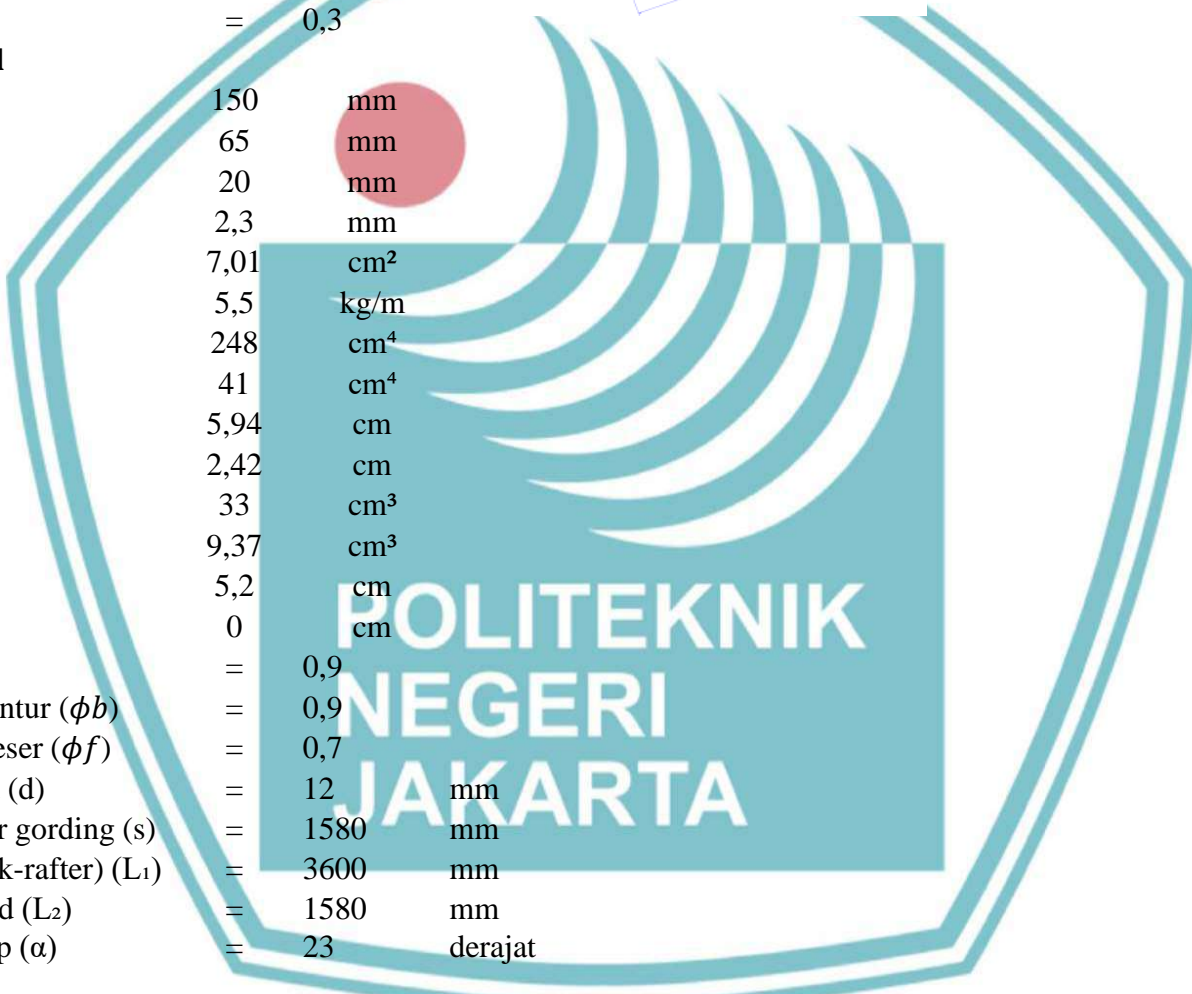 = 0,3
150 mm
65 mm
20 mm
2,3 mm
7,01 cm²
5,5 kg/m
248 cm⁴
41 cm⁴
5,94 cm
2,42 cm
33 cm³
9,37 cm³
5,2 cm
0 cm
= 0,9
ntur (𝜙𝑏) = 0,9
eser (𝜙𝑓) = 0,7
(d) = 12 mm
r gording (s) = 1580 mm
k-rafter) (L₁) = 3600 mm
d (L₂) = 1580 mm
p (α) = 23 derajat
POLITEKNIK
NEGERI
JAKARTA